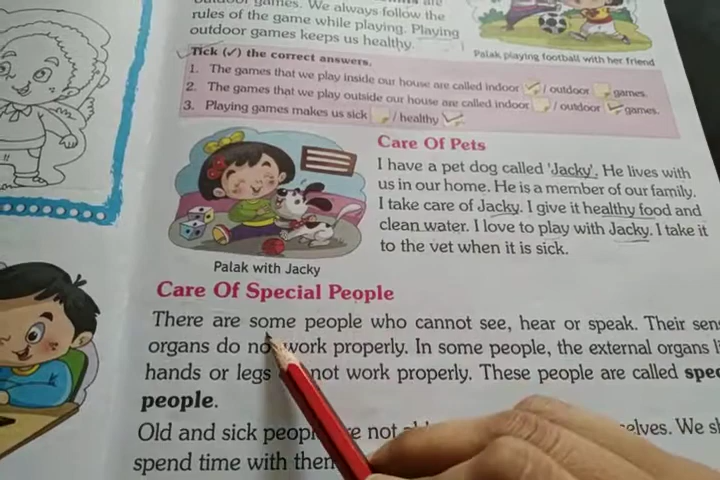 outdoor games. We always follow the
rules of the game while playing. Playing
outdoor games keeps us healthy.
Palak playing football with her friend
Tick (✓) the correct answers.
1. The games that we play inside our house are called indoor ✓ / outdoor games.
2. The games that we play outside our house are called indoor / outdoor ✓ games.
3. Playing games makes us sick / healthy ✓
Care Of Pets
I have a pet dog called 'Jacky'. He lives with
us in our home. He is a member of our family.
I take care of Jacky. I give it healthy food and
clean water. I love to play with Jacky. I take it
to the vet when it is sick.
Palak with Jacky
Care Of Special People
There are some people who cannot see, hear or speak. Their sen
organs do not work properly. In some people, the external organs li
hands or legs not work properly. These people are called spec
people.
Old and sick people are not elves. We sh
spend time with them